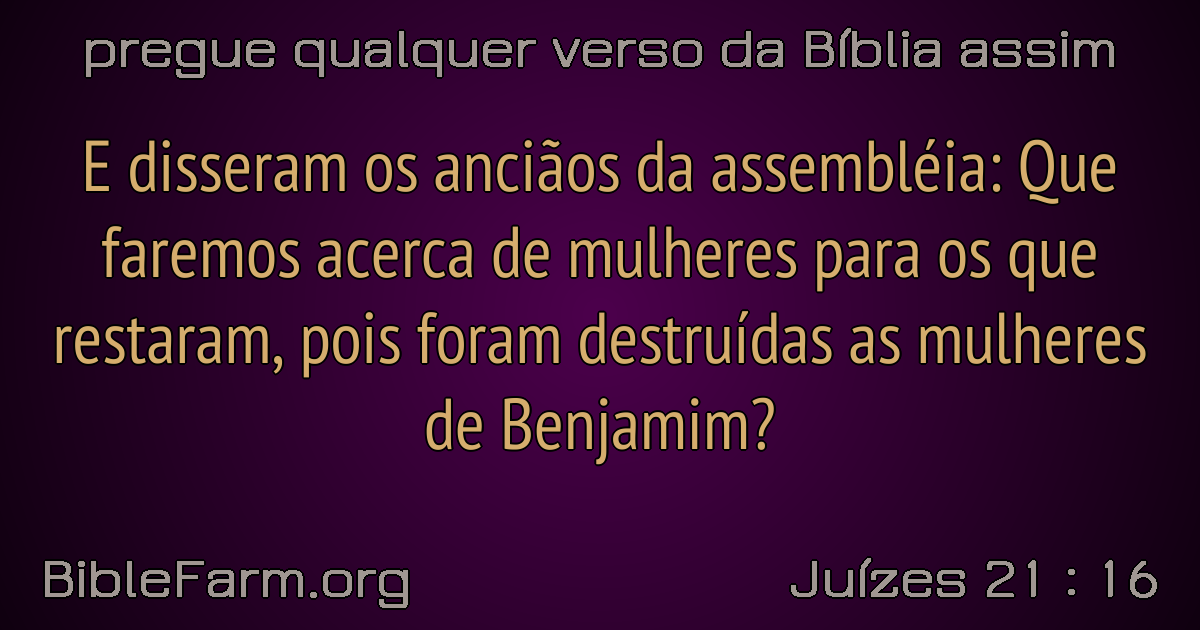 pregue qualquer verso da Bíblia assim
E disseram os anciãos da assembléia: Que
faremos acerca de mulheres para os que
restaram, pois foram destruídas as mulheres
de Benjamim?
BibleFarm.org
Juízes 21 : 16